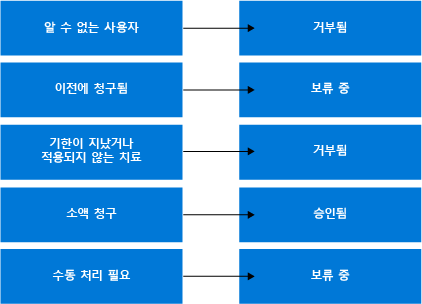 알 수 없는 사용자
거부됨
이전에 청구됨
보류 중
기한이 지났거나
적용되지 않는 치료
거부됨
소액 청구
승인됨
수동 처리 필요
보류 중